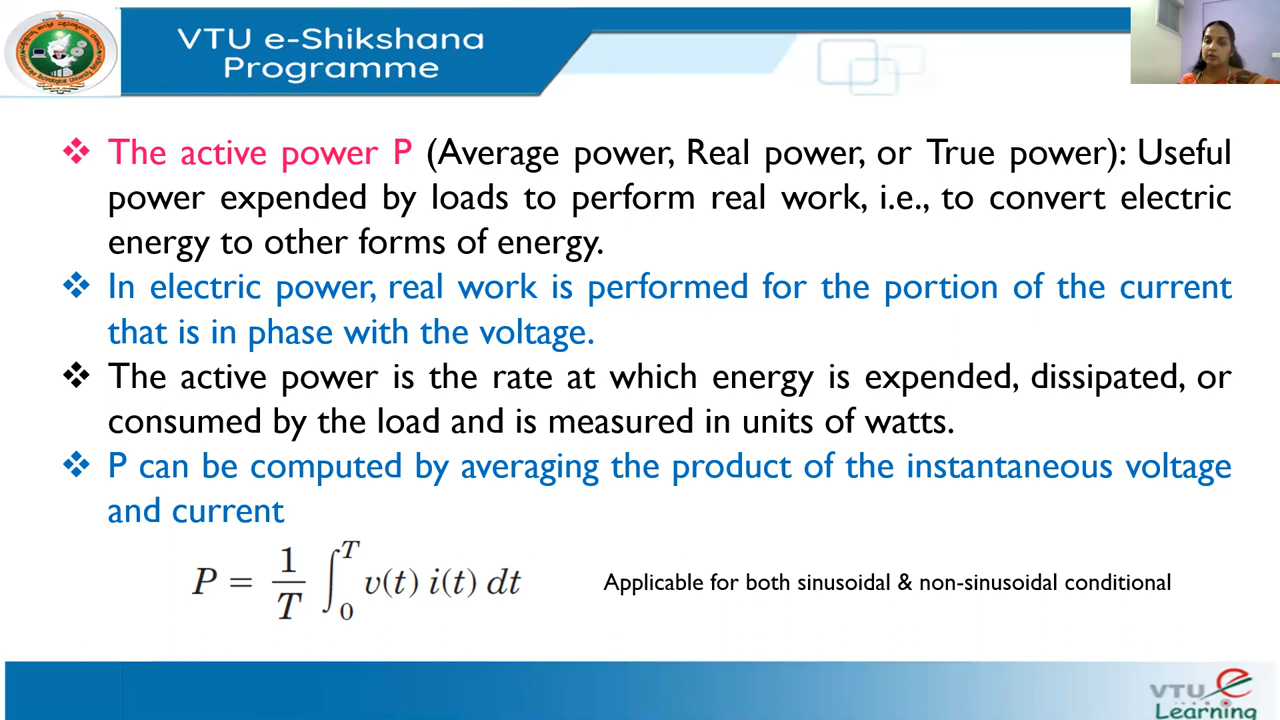 VTU e-Shikshana
Programme
❖ The active power P (Average power, Real power, or True power): Useful
power expended by loads to perform real work, i.e., to convert electric
energy to other forms of energy.
❖ In electric power, real work is performed for the portion of the current
that is in phase with the voltage.
❖ The active power is the rate at which energy is expended, dissipated, or
consumed by the load and is measured in units of watts.
❖ P can be computed by averaging the product of the instantaneous voltage
and current
P = 1/T ∫₀ᵀ v(t) i(t) dt
Applicable for both sinusoidal & non-sinusoidal conditional
VTU e
Learning